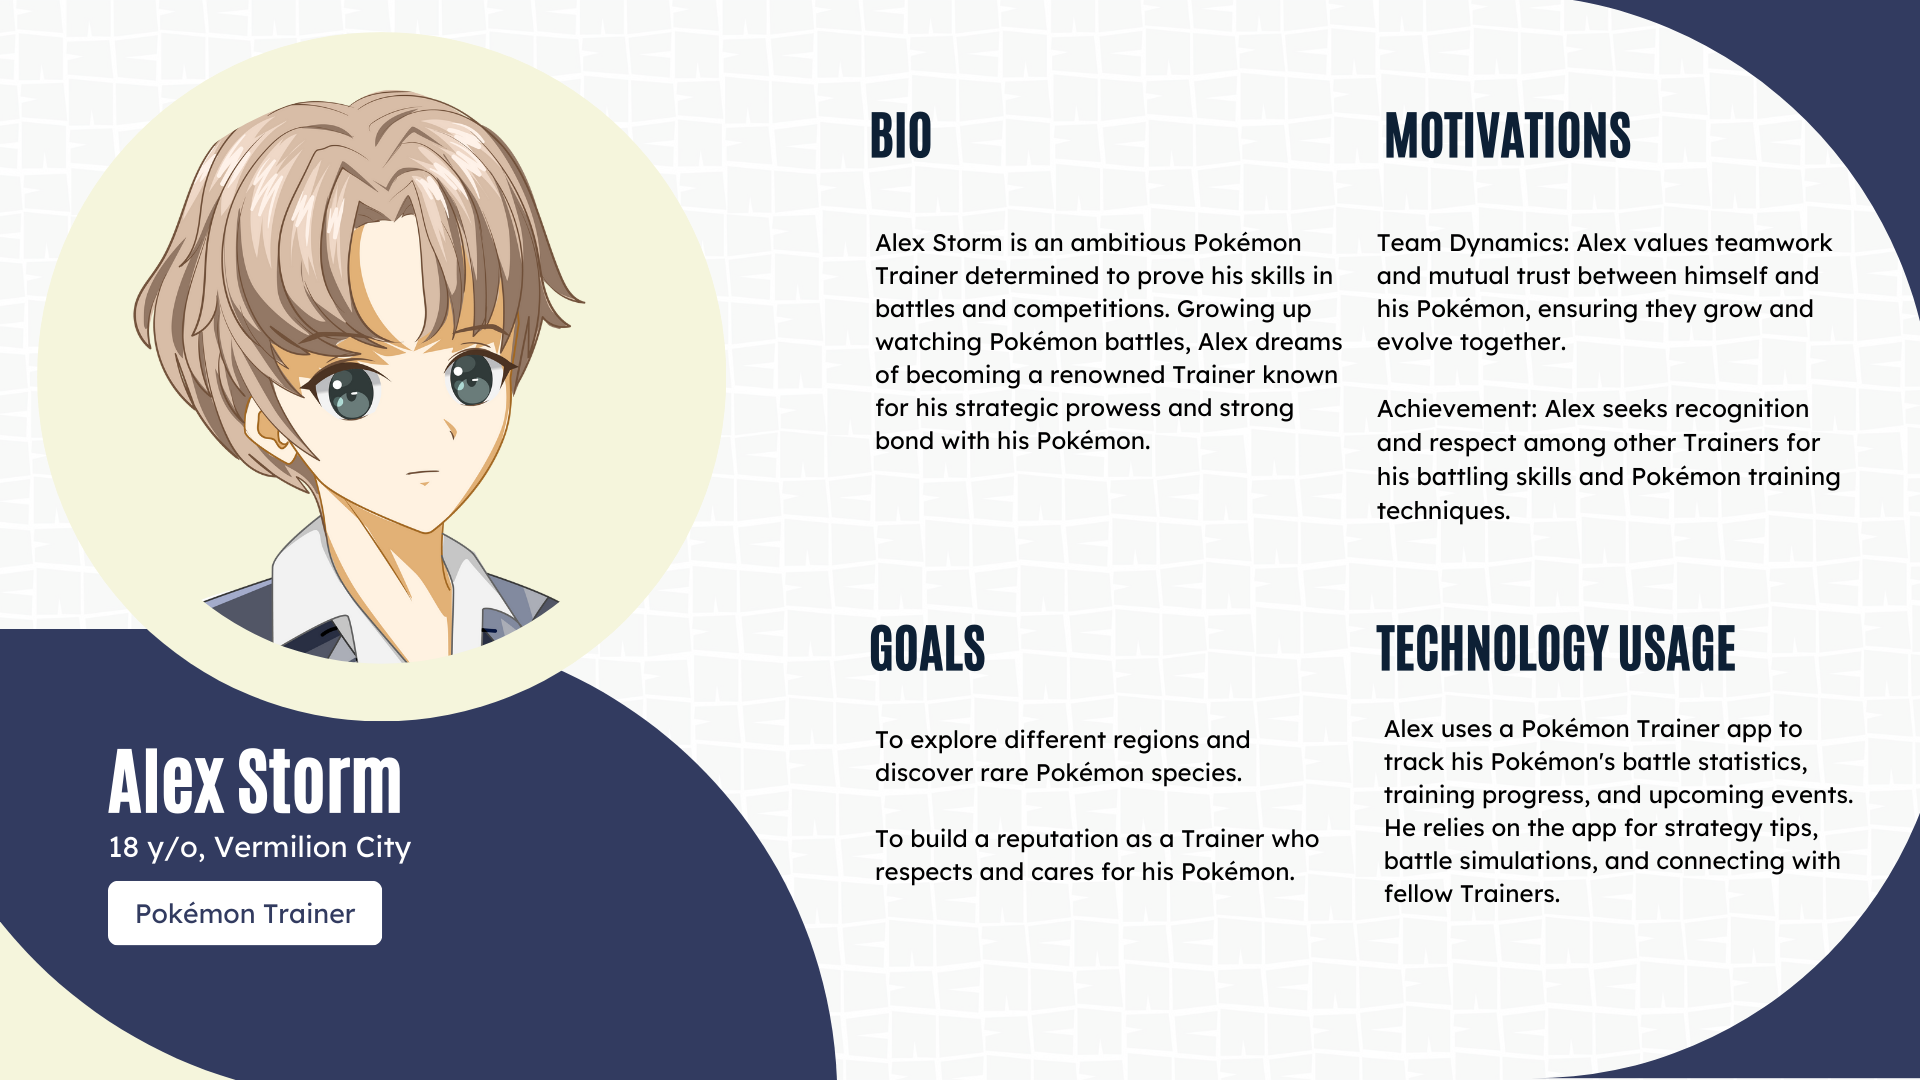 Alex Storm
18 y/o, Vermilion City
Pokémon Trainer
BIO
Alex Storm is an ambitious Pokémon
Trainer determined to prove his skills in
battles and competitions. Growing up
watching Pokémon battles, Alex dreams
of becoming a renowned Trainer known
for his strategic prowess and strong
bond with his Pokémon.
MOTIVATIONS
Team Dynamics: Alex values teamwork
and mutual trust between himself and
his Pokémon, ensuring they grow and
evolve together.
Achievement: Alex seeks recognition
and respect among other Trainers for
his battling skills and Pokémon training
techniques.
GOALS
To explore different regions and
discover rare Pokémon species.
To build a reputation as a Trainer who
respects and cares for his Pokémon.
TECHNOLOGY USAGE
Alex uses a Pokémon Trainer app to
track his Pokémon's battle statistics,
training progress, and upcoming events.
He relies on the app for strategy tips,
battle simulations, and connecting with
fellow Trainers.